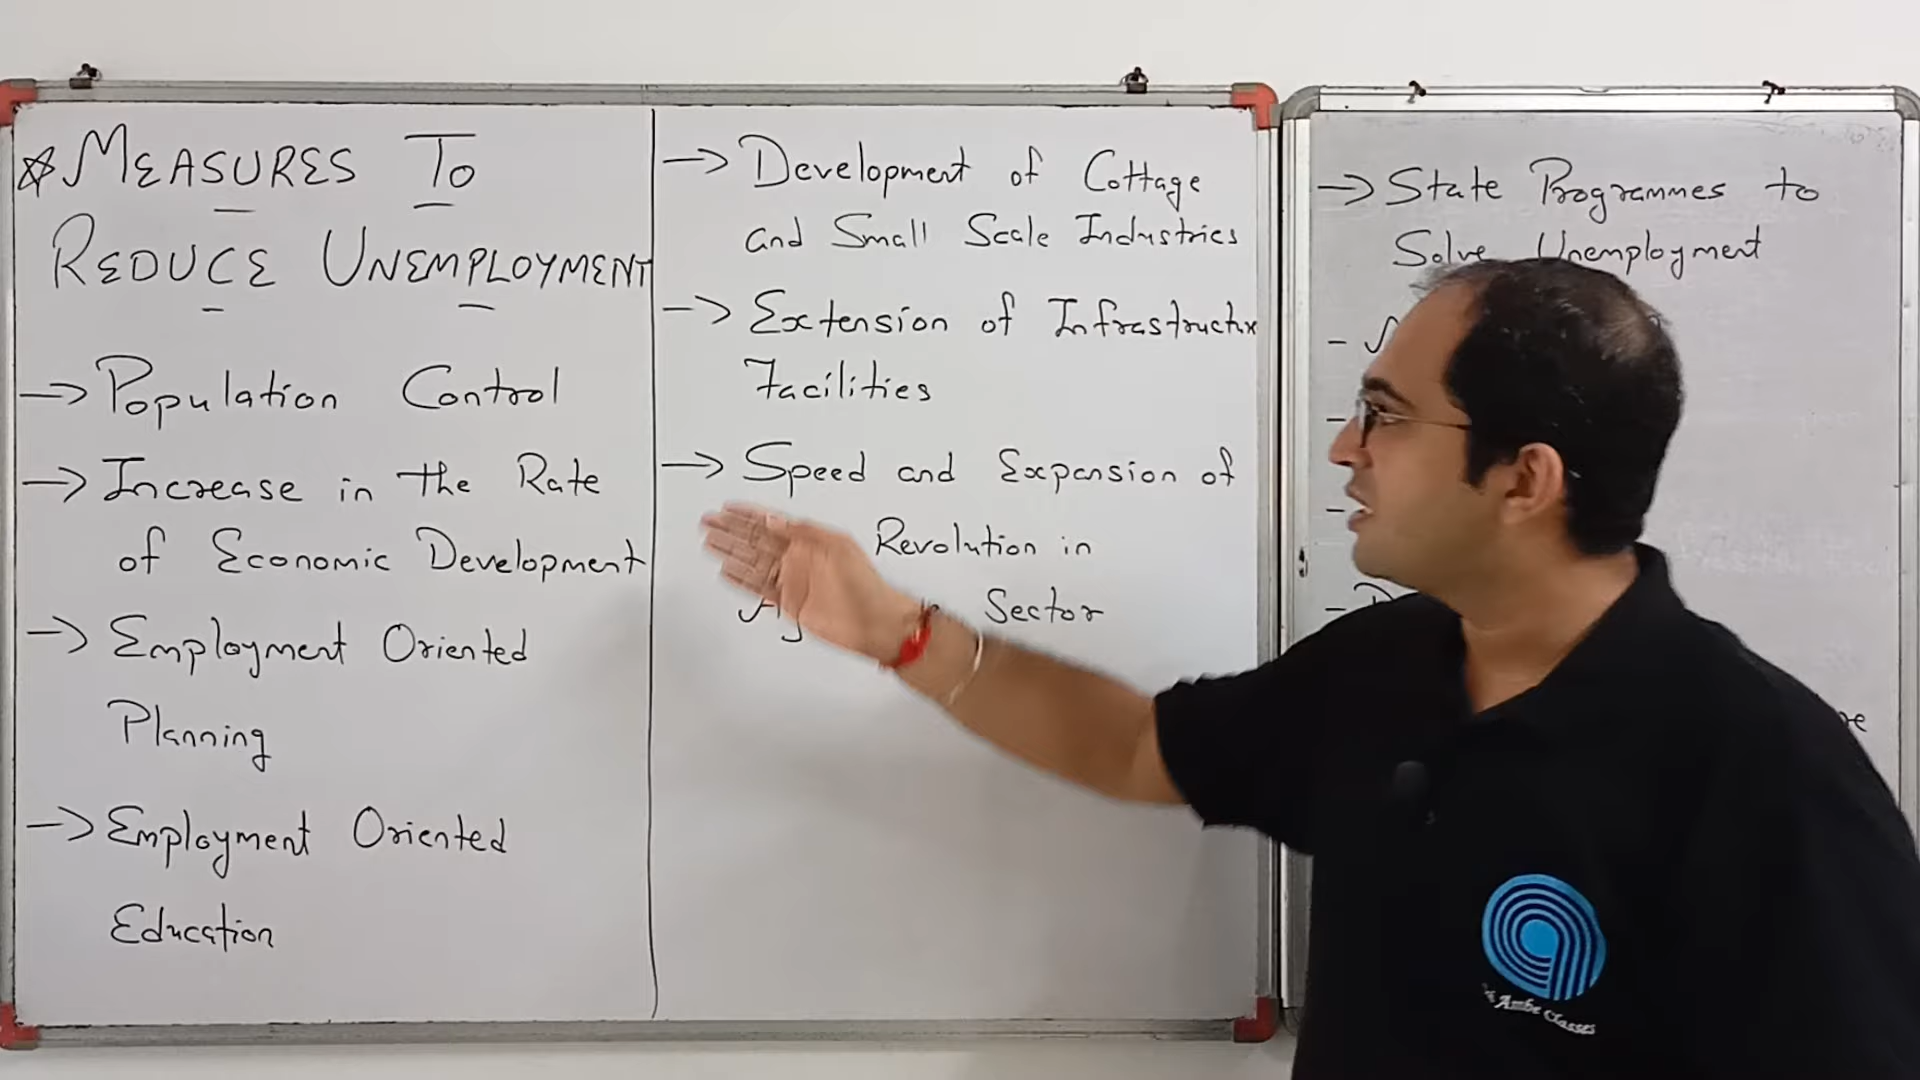 ☆ MEASURES TO
REDUCE UNEMPLOYMENT
→ Population Control
→ Increase in the Rate
of Economic Development
→ Employment Oriented
Planning
→ Employment Oriented
Education
→ Development of Cottage
and Small Scale Industries
→ Extension of Infrastructure
Facilities
→ Speed and Expansion of
Revolution in
Sector
→ State Programmes to
Solve Unemployment
-
-
-
-
Ambe Classes